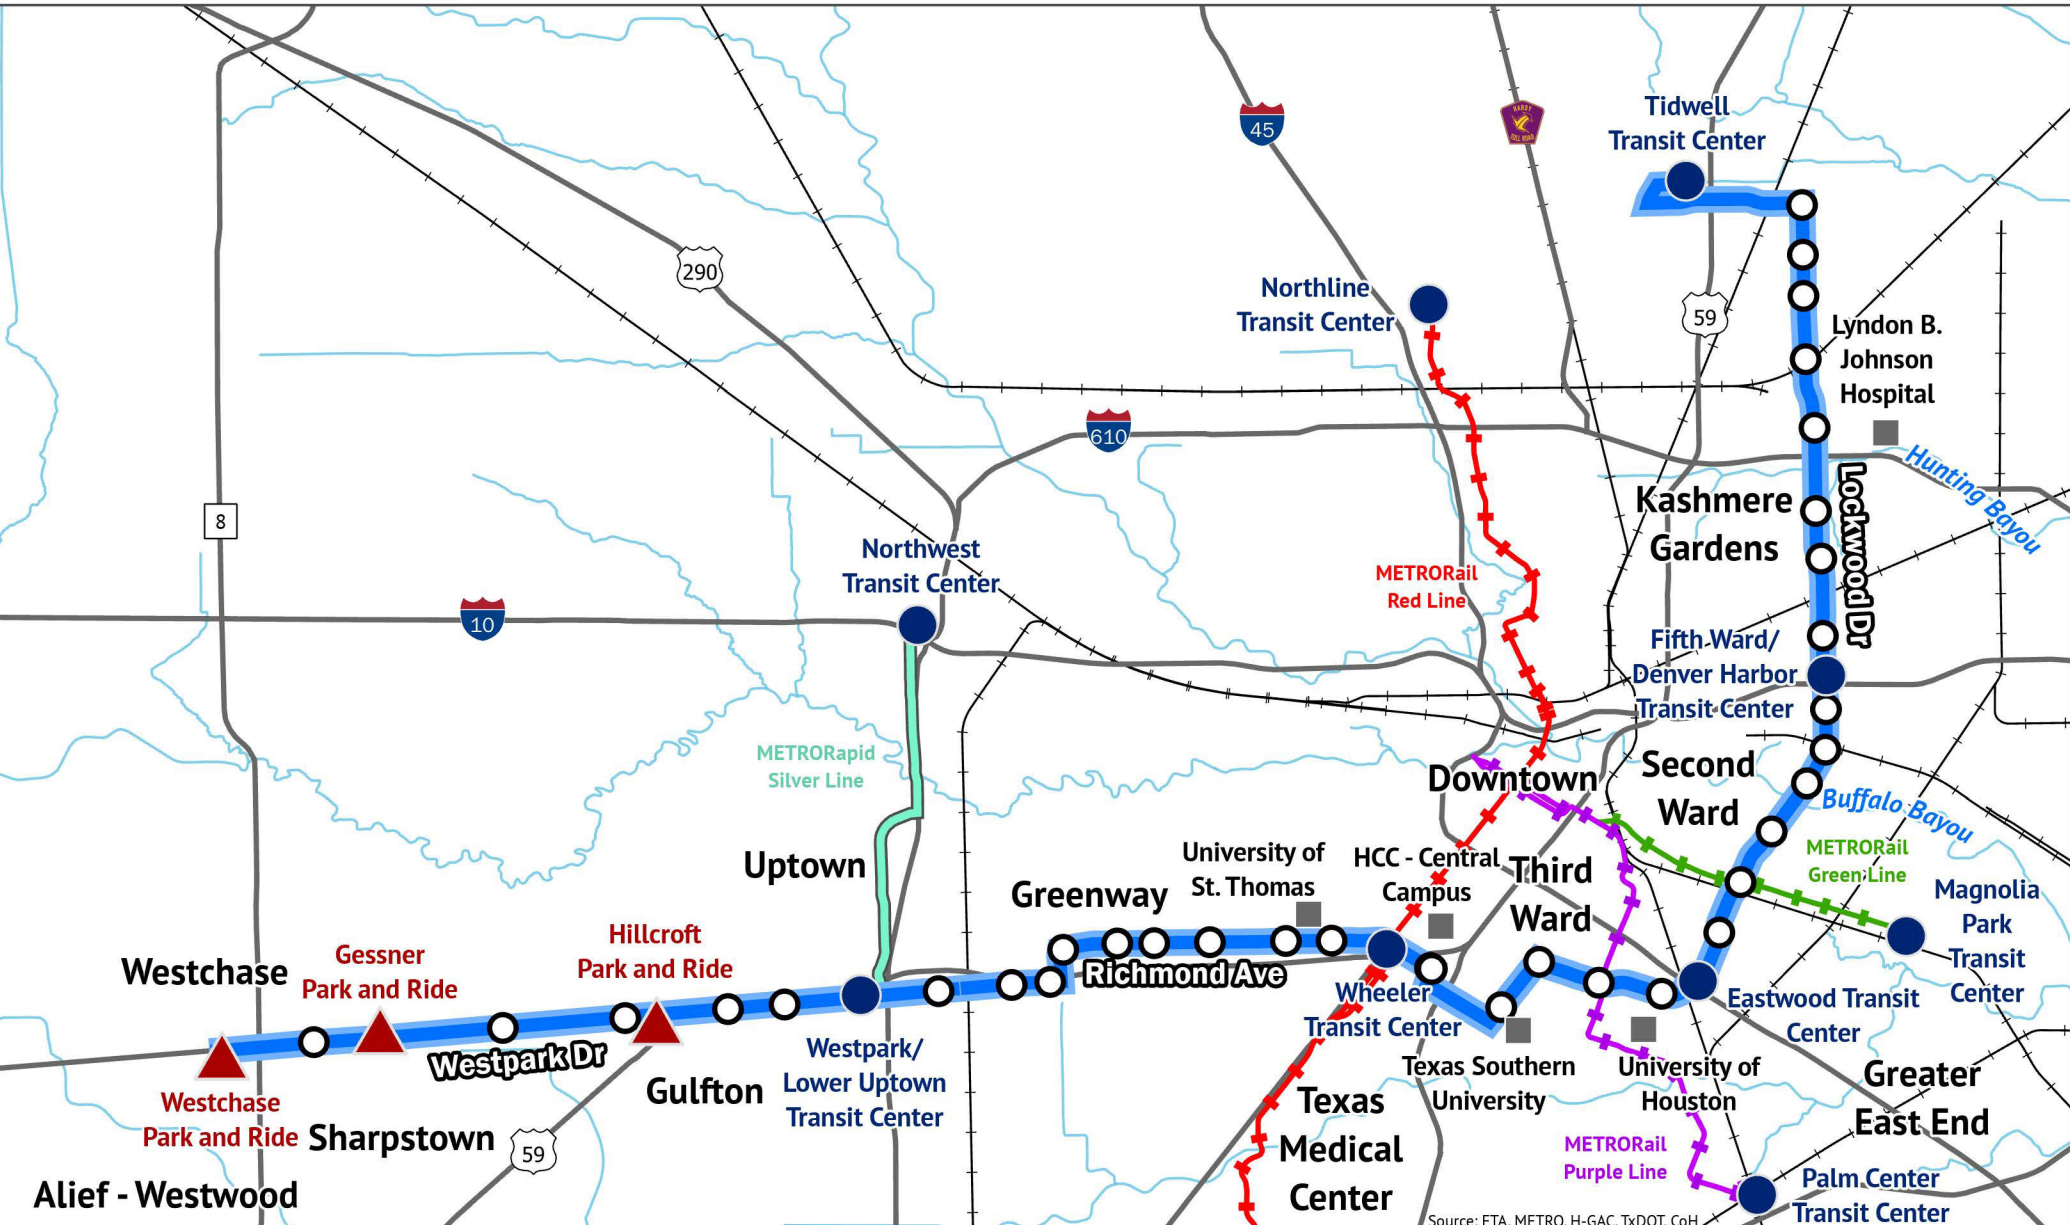 Tidwell
Transit Center
45
HARDY
TOLL ROAD
290
Northline
Transit Center
59
Lyndon B.
Johnson
Hospital
610
Hunting Bayou
Kashmere
Gardens
Lockwood Dr
8
Northwest
Transit Center
10
METRORail
Red Line
Fifth Ward/
Denver Harbor
Transit Center
METRORapid
Silver Line
Downtown
Second
Ward
Buffalo Bayou
Uptown
University of
St. Thomas
HCC - Central
Campus
Third
Ward
METRORail
Green Line
Magnolia
Park
Transit
Center
Greenway
Westchase
Gessner
Park and Ride
Hillcroft
Park and Ride
Richmond Ave
Wheeler
Transit Center
Eastwood Transit
Center
Westpark Dr
Westpark/
Lower Uptown
Transit Center
Gulfton
Westchase
Park and Ride
Sharpstown
59
Alief - Westwood
Texas Southern
University
University of
Houston
Greater
East End
Texas
Medical
Center
METRORail
Purple Line
Palm Center
Transit Center
Source: FTA, METRO, H-GAC, TxDOT, CoH